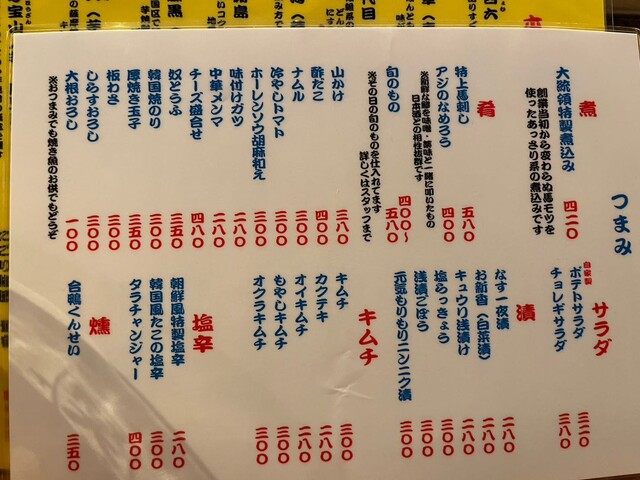 つまみ
煮
大統領特製煮込み 四二〇
創業当初から変わらぬ馬モツを
使ったあっさり系の煮込みです
肴
特上馬刺し 五八〇
アジのなめろう 四〇〇
※新鮮な鯵を味噌・薬味と一緒に叩いたもの
日本酒との相性抜群です
旬のもの 四〇〇〜五八〇
※その日の旬のものを仕入れてます
詳しくはスタッフまで
山かけ 三八〇
酢だこ 四〇〇
ナムル 三〇〇
冷やしトマト 三〇〇
ホーレンソウ胡麻和え 三〇〇
味付けガツ 二八〇
中華メンマ 二八〇
チーズ盛合せ 四八〇
奴とうふ 三五〇
韓国焼のり 三〇〇
厚焼き玉子 三五〇
板わさ 三〇〇
しらすおろし 三〇〇
大根おろし 一〇〇
※おつまみでも焼き魚のお供でもどうぞ
サラダ
自家製
ポテトサラダ 三二〇
チョレギサラダ 三八〇
漬
なす一夜漬 二八〇
お新香（白菜漬） 二八〇
キュウリ浅漬け 二八〇
塩らっきょう 三〇〇
浅漬ごぼう 三〇〇
元気もりもりニンニク漬 三〇〇
キムチ
キムチ 三〇〇
カクテキ 二八〇
オイキムチ 二八〇
もやしキムチ 三〇〇
オクラキムチ 三〇〇
塩辛
朝鮮風特製塩辛 二八〇
韓国風たこの塩辛 三〇〇
タラチャンジャー 四〇〇
燻
合鴨くんせい 三五〇